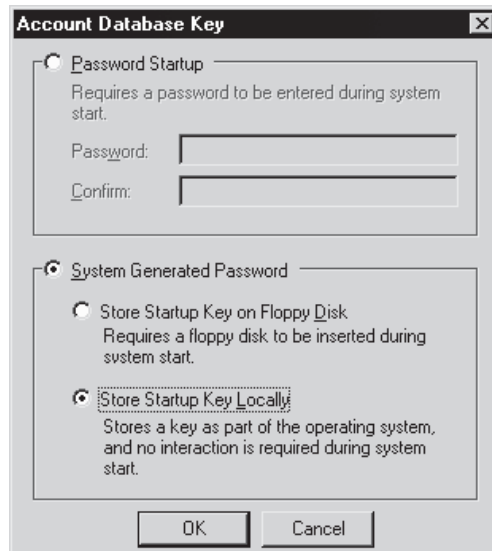 Account Database Key
Password Startup
Requires a password to be entered during system
start.
Password:
Confirm:
System Generated Password
Store Startup Key on Floppy Disk
Requires a floppy disk to be inserted during
system start.
Store Startup Key Locally
Stores a key as part of the operating system,
and no interaction is required during system
start.
OK
Cancel